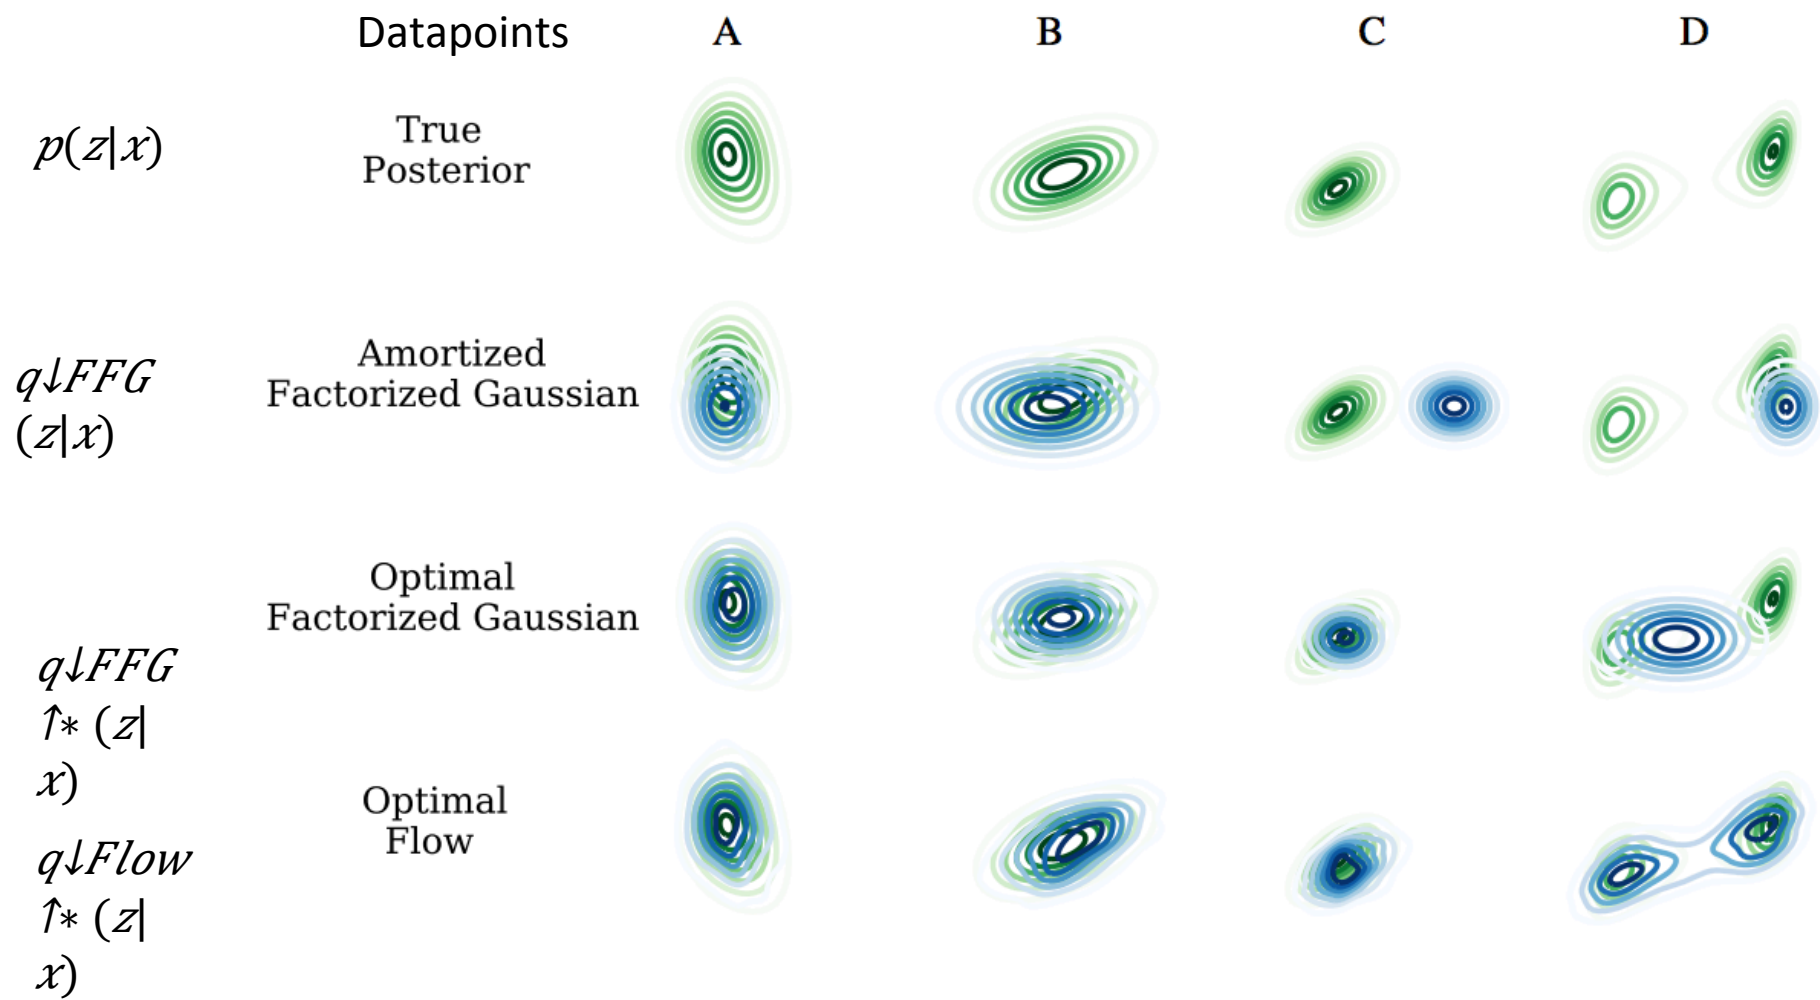 Datapoints A B C D
p(z|x) True
Posterior
Amortized
Factorized Gaussian
q↓FFG
(z|x)
Optimal
Factorized Gaussian
q↓FFG
↑* (z|
x)
Optimal
Flow
q↓Flow
↑* (z|
x)